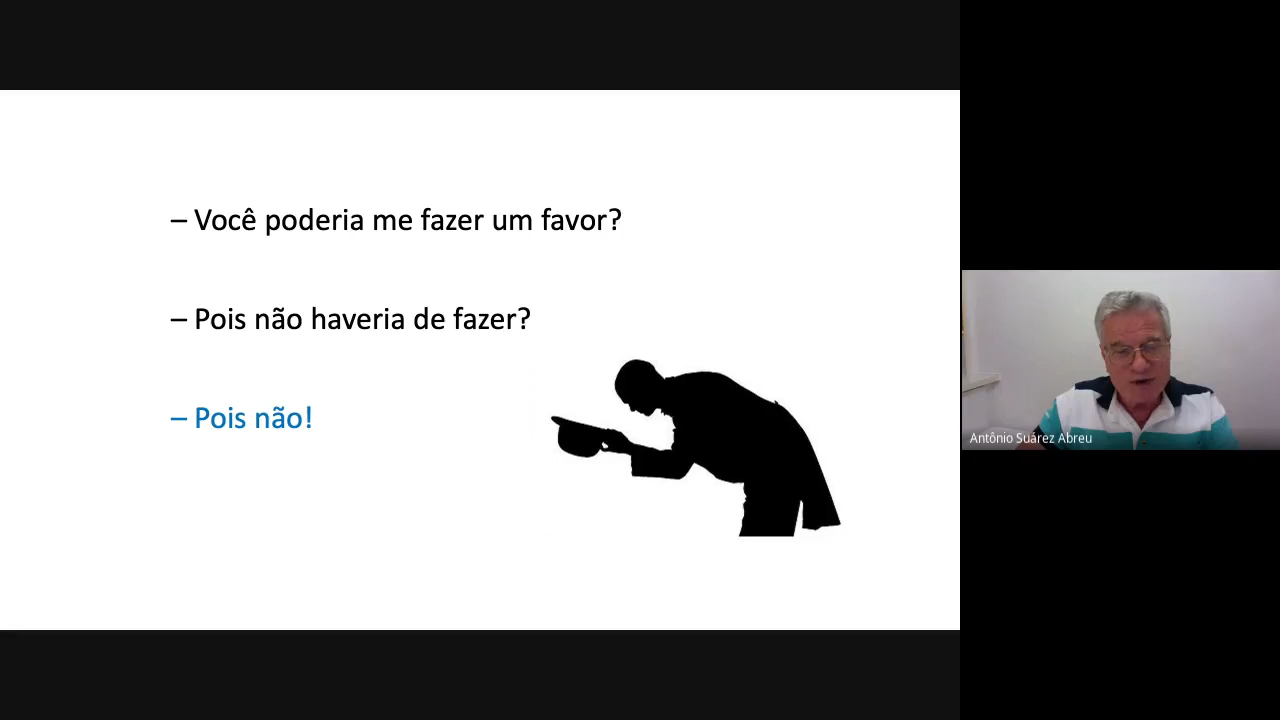 – Você poderia me fazer um favor?
– Pois não haveria de fazer?
– Pois não!
Antônio Suárez Abreu